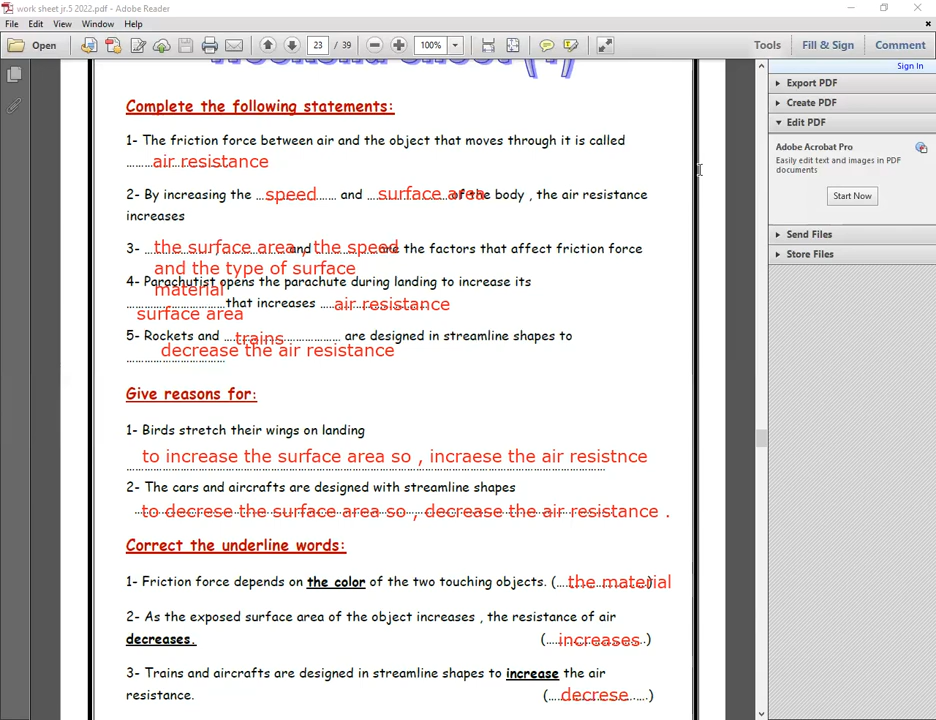 work sheet jr.5 2022.pdf - Adobe Reader
File Edit View Window Help
Open 23 / 39 100% Tools Fill & Sign Comment
Sign In
Export PDF
Create PDF
Edit PDF
Adobe Acrobat Pro
Easily edit text and images in PDF
documents
Start Now
Send Files
Store Files
Complete the following statements:
1- The friction force between air and the object that moves through it is called
air resistance
2- By increasing the speed and surface area of the body , the air resistance
increases
3- the surface area , the speed and are the factors that affect friction force
and the type of surface
4- Parachutist opens the parachute during landing to increase its
material
that increases air resistance
surface area
5- Rockets and trains are designed in streamline shapes to
decrease the air resistance
Give reasons for:
1- Birds stretch their wings on landing
to increase the surface area so , incraese the air resistnce
2- The cars and aircrafts are designed with streamline shapes
to decrese the surface area so , decrease the air resistance .
Correct the underline words:
1- Friction force depends on the color of the two touching objects. (the material)
2- As the exposed surface area of the object increases , the resistance of air
decreases. (increases)
3- Trains and aircrafts are designed in streamline shapes to increase the air
resistance. (decrese)